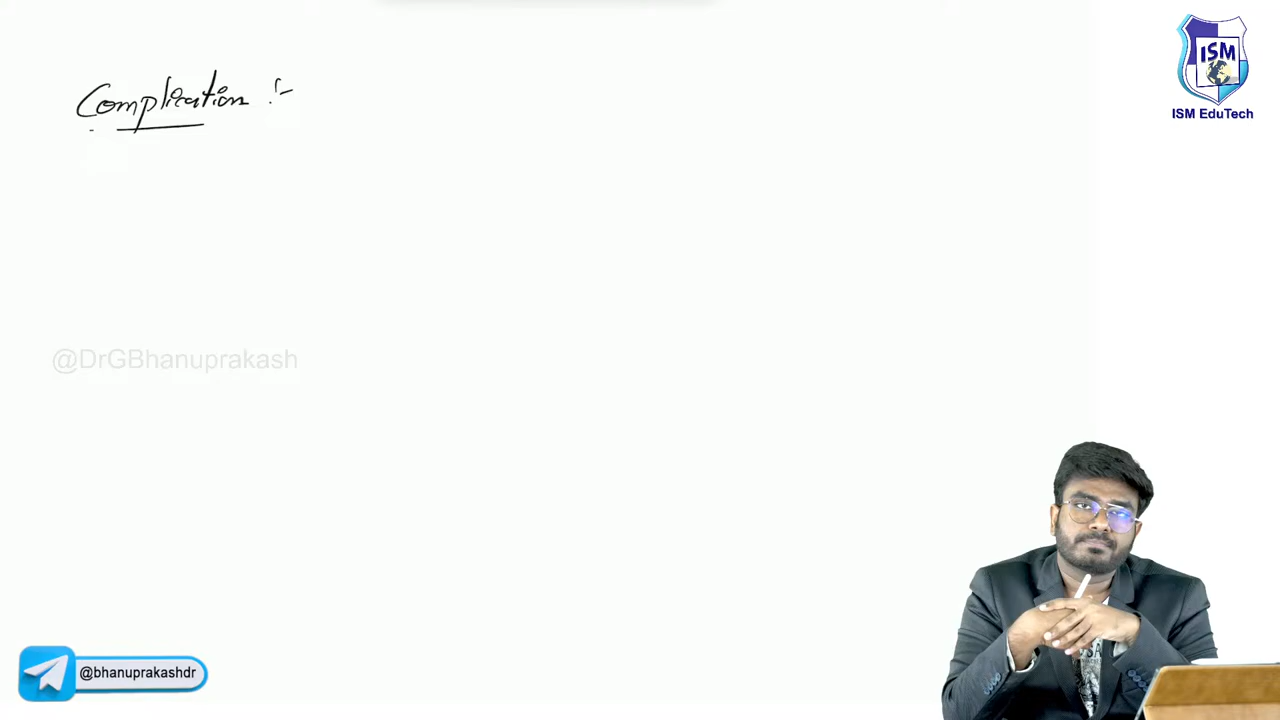 Complication :-
ISM
ISM EduTech
@DrGBhanuprakash
@bhanuprakashdr